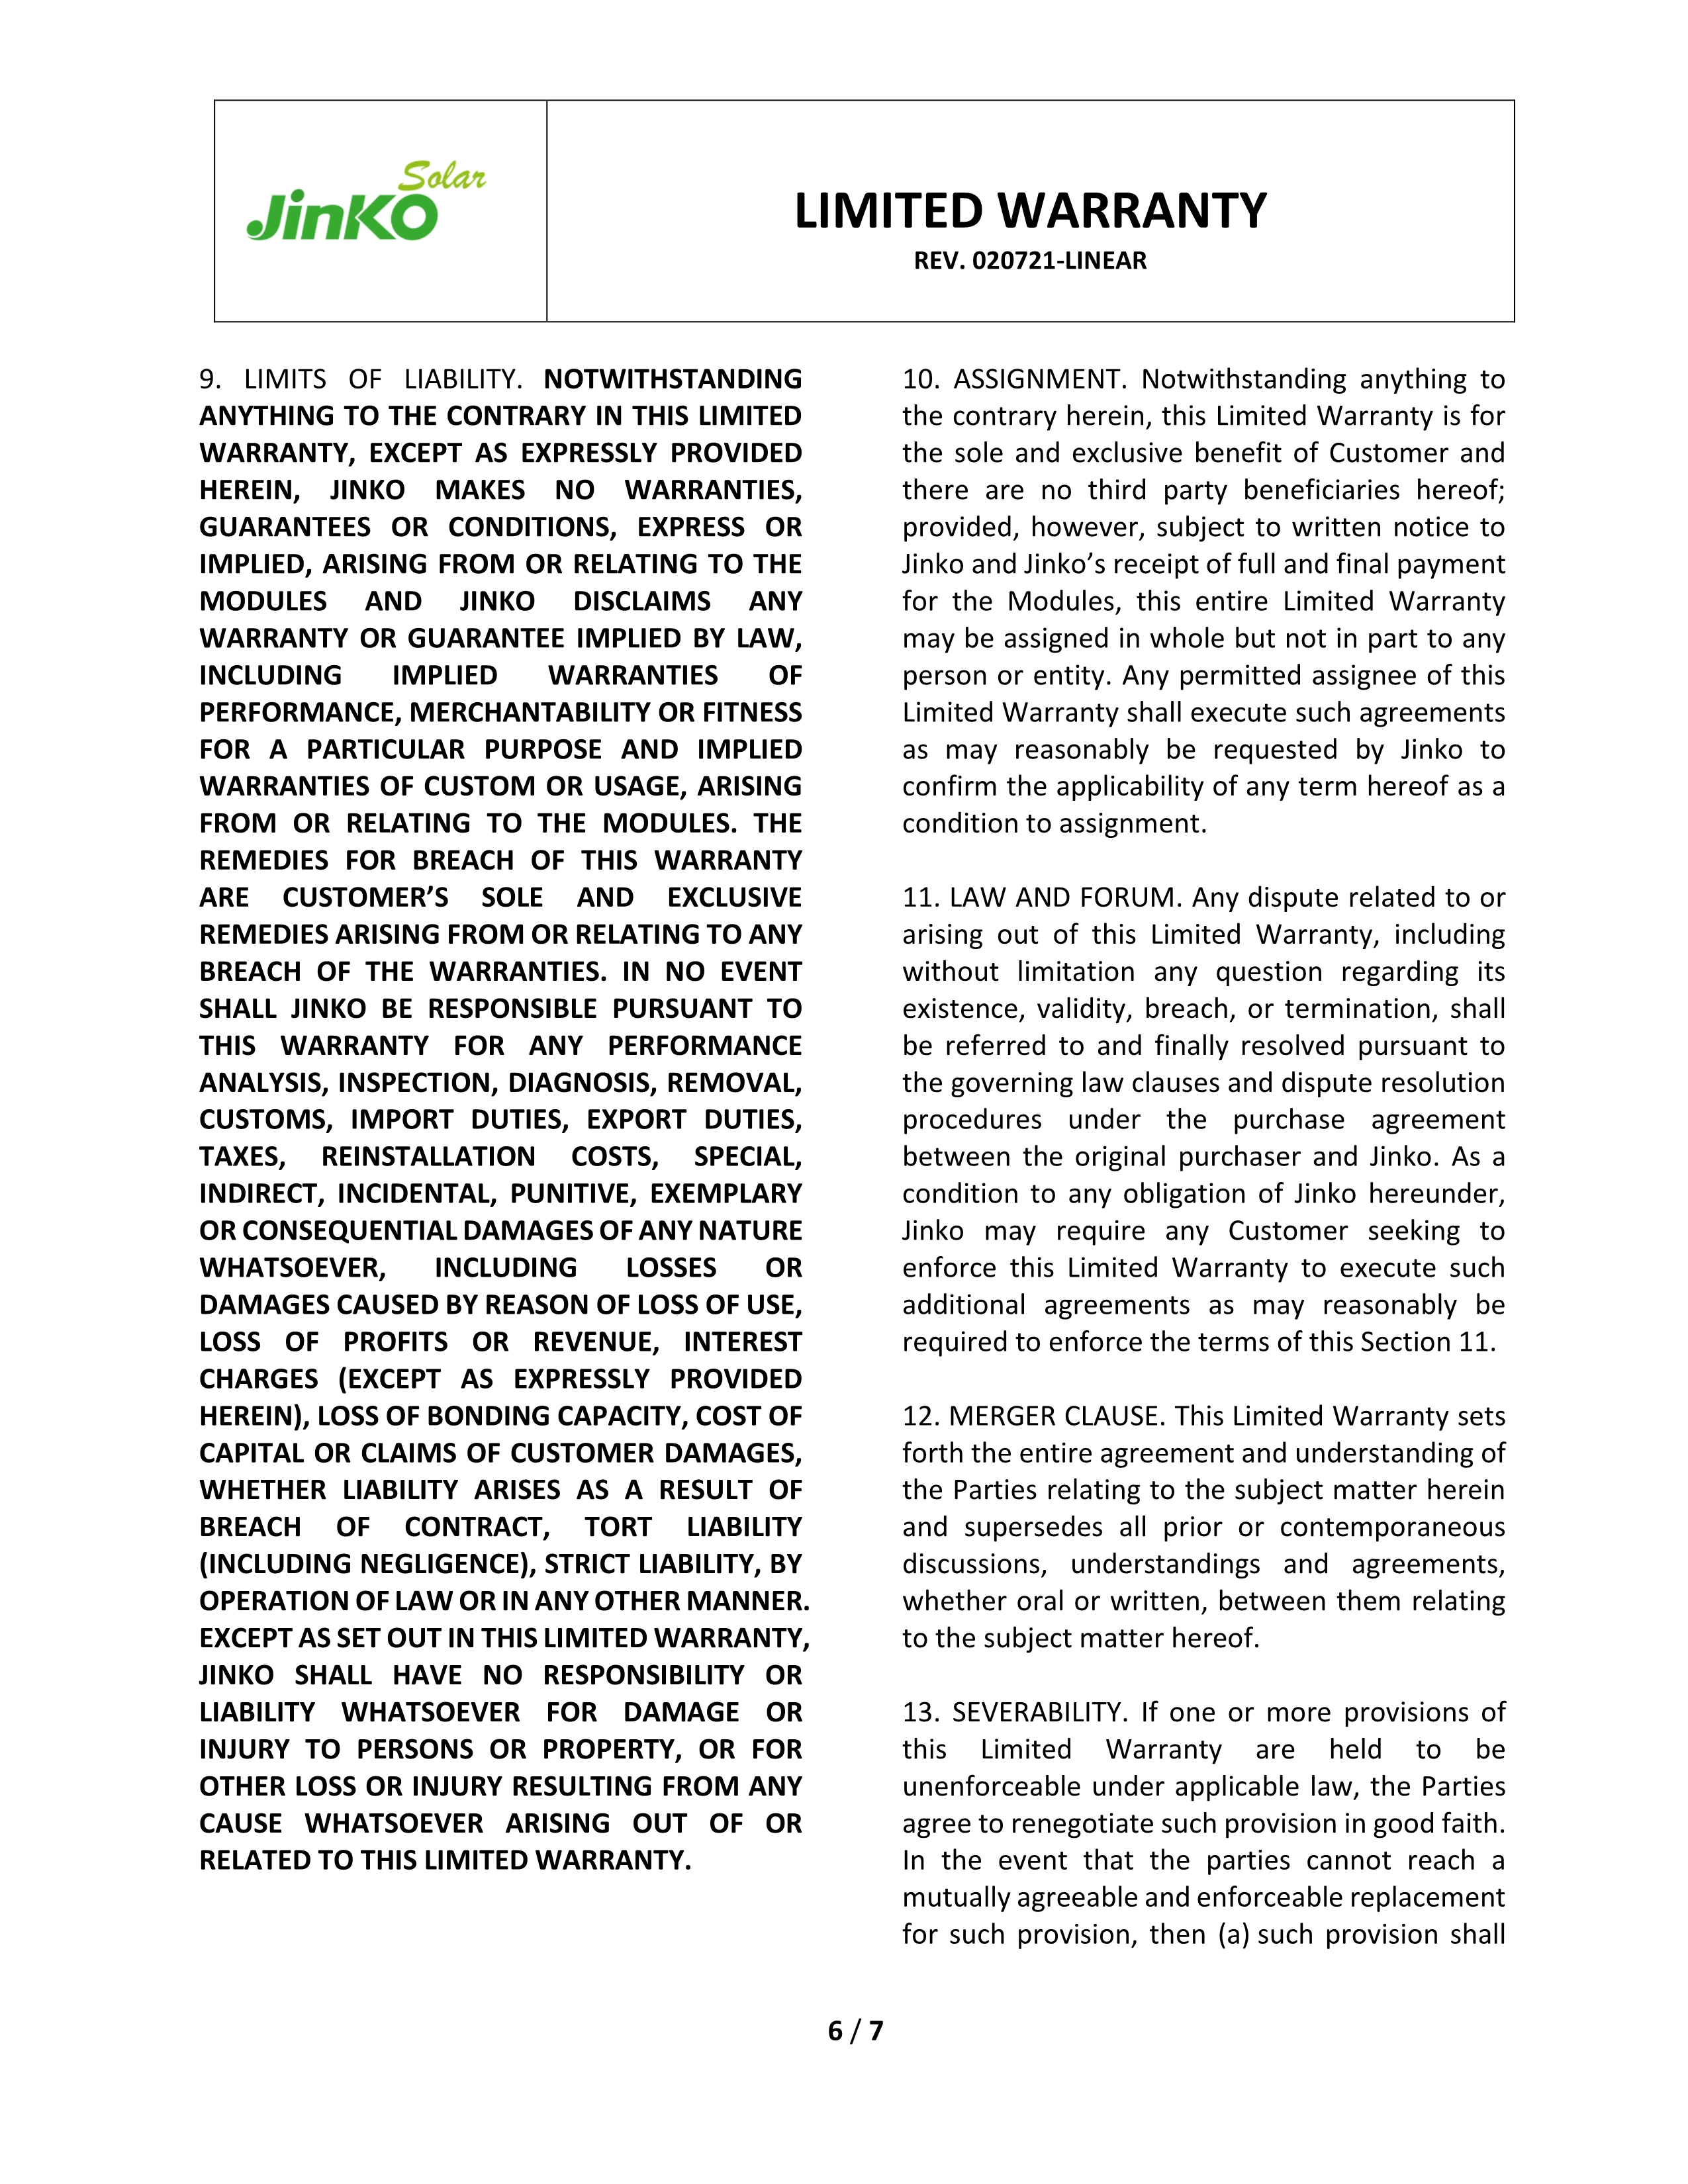 Solar
JinKO
LIMITED WARRANTY
REV. 020721-LINEAR
9. LIMITS OF LIABILITY. NOTWITHSTANDING
ANYTHING TO THE CONTRARY IN THIS LIMITED
WARRANTY, EXCEPT AS EXPRESSLY PROVIDED
HEREIN, JINKO MAKES NO WARRANTIES,
GUARANTEES OR CONDITIONS, EXPRESS OR
IMPLIED, ARISING FROM OR RELATING TO THE
MODULES AND JINKO DISCLAIMS ANY
WARRANTY OR GUARANTEE IMPLIED BY LAW,
INCLUDING IMPLIED WARRANTIES OF
PERFORMANCE, MERCHANTABILITY OR FITNESS
FOR A PARTICULAR PURPOSE AND IMPLIED
WARRANTIES OF CUSTOM OR USAGE, ARISING
FROM OR RELATING TO THE MODULES. THE
REMEDIES FOR BREACH OF THIS WARRANTY
ARE CUSTOMER’S SOLE AND EXCLUSIVE
REMEDIES ARISING FROM OR RELATING TO ANY
BREACH OF THE WARRANTIES. IN NO EVENT
SHALL JINKO BE RESPONSIBLE PURSUANT TO
THIS WARRANTY FOR ANY PERFORMANCE
ANALYSIS, INSPECTION, DIAGNOSIS, REMOVAL,
CUSTOMS, IMPORT DUTIES, EXPORT DUTIES,
TAXES, REINSTALLATION COSTS, SPECIAL,
INDIRECT, INCIDENTAL, PUNITIVE, EXEMPLARY
OR CONSEQUENTIAL DAMAGES OF ANY NATURE
WHATSOEVER, INCLUDING LOSSES OR
DAMAGES CAUSED BY REASON OF LOSS OF USE,
LOSS OF PROFITS OR REVENUE, INTEREST
CHARGES (EXCEPT AS EXPRESSLY PROVIDED
HEREIN), LOSS OF BONDING CAPACITY, COST OF
CAPITAL OR CLAIMS OF CUSTOMER DAMAGES,
WHETHER LIABILITY ARISES AS A RESULT OF
BREACH OF CONTRACT, TORT LIABILITY
(INCLUDING NEGLIGENCE), STRICT LIABILITY, BY
OPERATION OF LAW OR IN ANY OTHER MANNER.
EXCEPT AS SET OUT IN THIS LIMITED WARRANTY,
JINKO SHALL HAVE NO RESPONSIBILITY OR
LIABILITY WHATSOEVER FOR DAMAGE OR
INJURY TO PERSONS OR PROPERTY, OR FOR
OTHER LOSS OR INJURY RESULTING FROM ANY
CAUSE WHATSOEVER ARISING OUT OF OR
RELATED TO THIS LIMITED WARRANTY.
10. ASSIGNMENT. Notwithstanding anything to
the contrary herein, this Limited Warranty is for
the sole and exclusive benefit of Customer and
there are no third party beneficiaries hereof;
provided, however, subject to written notice to
Jinko and Jinko’s receipt of full and final payment
for the Modules, this entire Limited Warranty
may be assigned in whole but not in part to any
person or entity. Any permitted assignee of this
Limited Warranty shall execute such agreements
as may reasonably be requested by Jinko to
confirm the applicability of any term hereof as a
condition to assignment.
11. LAW AND FORUM. Any dispute related to or
arising out of this Limited Warranty, including
without limitation any question regarding its
existence, validity, breach, or termination, shall
be referred to and finally resolved pursuant to
the governing law clauses and dispute resolution
procedures under the purchase agreement
between the original purchaser and Jinko. As a
condition to any obligation of Jinko hereunder,
Jinko may require any Customer seeking to
enforce this Limited Warranty to execute such
additional agreements as may reasonably be
required to enforce the terms of this Section 11.
12. MERGER CLAUSE. This Limited Warranty sets
forth the entire agreement and understanding of
the Parties relating to the subject matter herein
and supersedes all prior or contemporaneous
discussions, understandings and agreements,
whether oral or written, between them relating
to the subject matter hereof.
13. SEVERABILITY. If one or more provisions of
this Limited Warranty are held to be
unenforceable under applicable law, the Parties
agree to renegotiate such provision in good faith.
In the event that the parties cannot reach a
mutually agreeable and enforceable replacement
for such provision, then (a) such provision shall
6 / 7